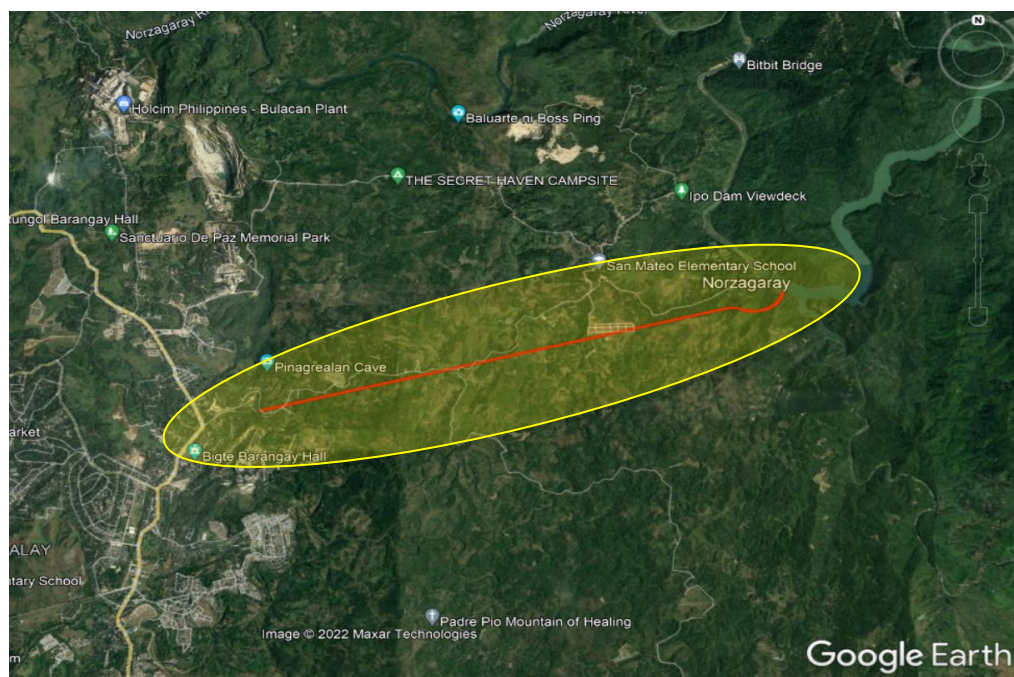 Norzagaray
Norzagaray River
N
Bitbit Bridge
Holcim Philippines - Bulacan Plant
Baluarte ni Boss Ping
THE SECRET HAVEN CAMPSITE
Ipo Dam Viewdeck
tungol Barangay Hall
Sanctuario De Paz Memorial Park
San Mateo Elementary School
Norzagaray
Pinagrealan Cave
arket
Bigte Barangay Hall
ALAY
ntary School
Padre Pio Mountain of Healing
Image © 2022 Maxar Technologies
m
Google Earth